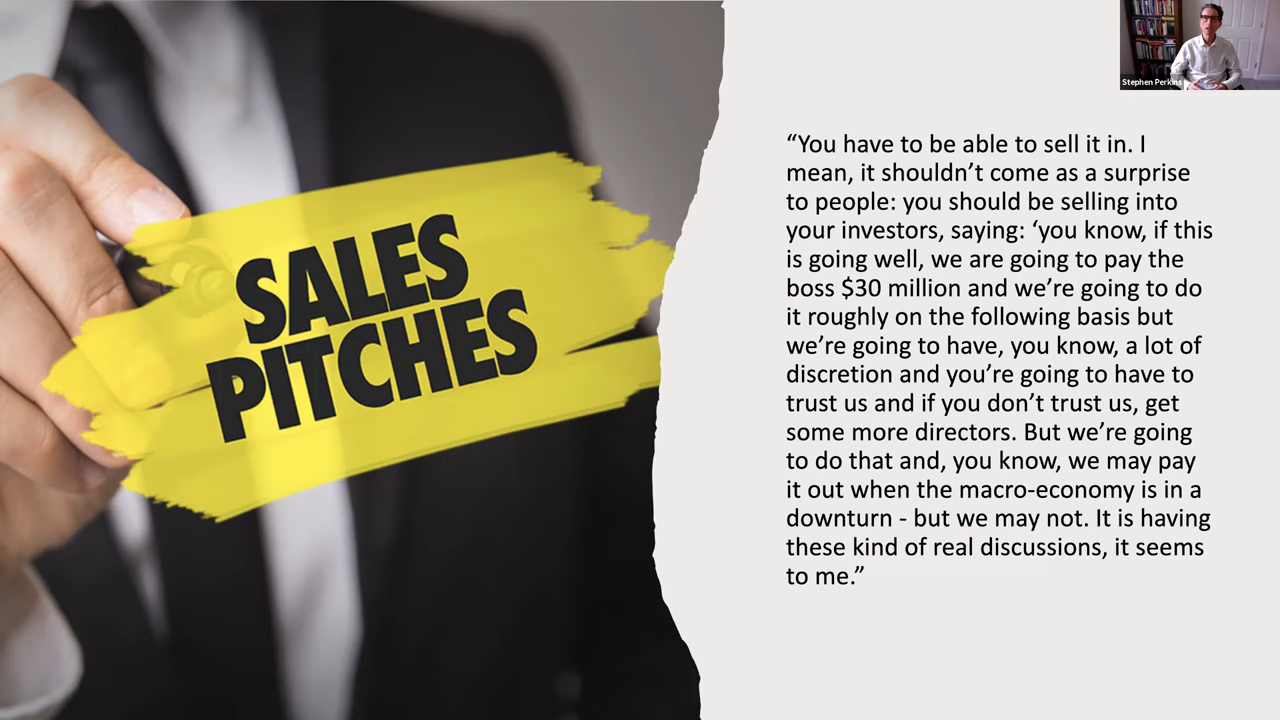 SALES
PITCHES
Stephen Perkins
“You have to be able to sell it in. I
mean, it shouldn’t come as a surprise
to people: you should be selling into
your investors, saying: ‘you know, if this
is going well, we are going to pay the
boss $30 million and we’re going to do
it roughly on the following basis but
we’re going to have, you know, a lot of
discretion and you’re going to have to
trust us and if you don’t trust us, get
some more directors. But we’re going
to do that and, you know, we may pay
it out when the macro-economy is in a
downturn - but we may not. It is having
these kind of real discussions, it seems
to me.”